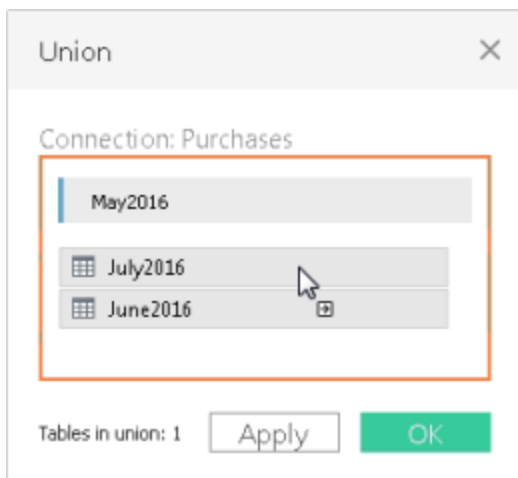 Union
Connection: Purchases
May2016
July2016
June2016
Tables in union: 1 Apply OK